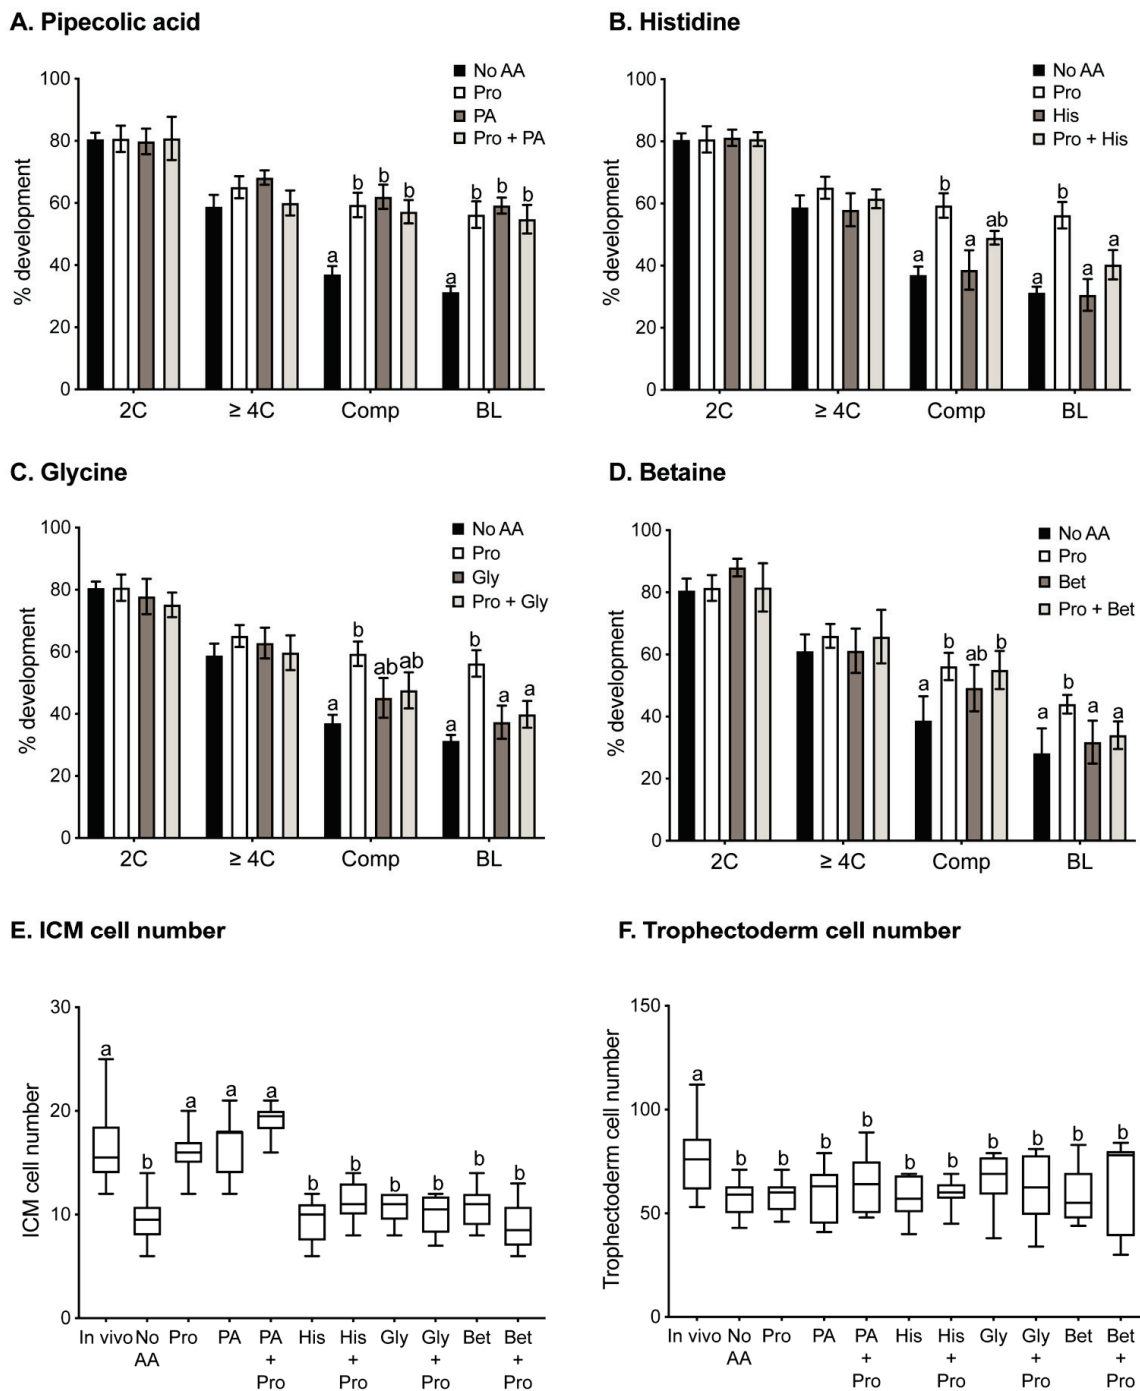 A. Pipecolic acid
B. Histidine
100
80
60
40
20
0
% development
No AA
Pro
PA
Pro + PA
a
b
b
b
a
b
b
b
2C
≥ 4C
Comp
BL
100
80
60
40
20
0
% development
No AA
Pro
His
Pro + His
a
b
a
ab
a
b
a
a
2C
≥ 4C
Comp
BL
C. Glycine
D. Betaine
100
80
60
40
20
0
% development
No AA
Pro
Gly
Pro + Gly
a
b
ab
ab
a
b
a
a
2C
≥ 4C
Comp
BL
100
80
60
40
20
0
% development
No AA
Pro
Bet
Pro + Bet
a
b
ab
b
a
b
a
a
2C
≥ 4C
Comp
BL
E. ICM cell number
F. Trophectoderm cell number
30
20
10
0
ICM cell number
a
b
a
a
a
b
b
b
b
b
b
In vivo
No AA
Pro
PA
PA + Pro
His
His + Pro
Gly
Gly + Pro
Bet
Bet + Pro
150
100
50
0
Trophectoderm cell number
a
b
b
b
b
b
b
b
b
b
b
In vivo
No AA
Pro
PA
PA + Pro
His
His + Pro
Gly
Gly + Pro
Bet
Bet + Pro